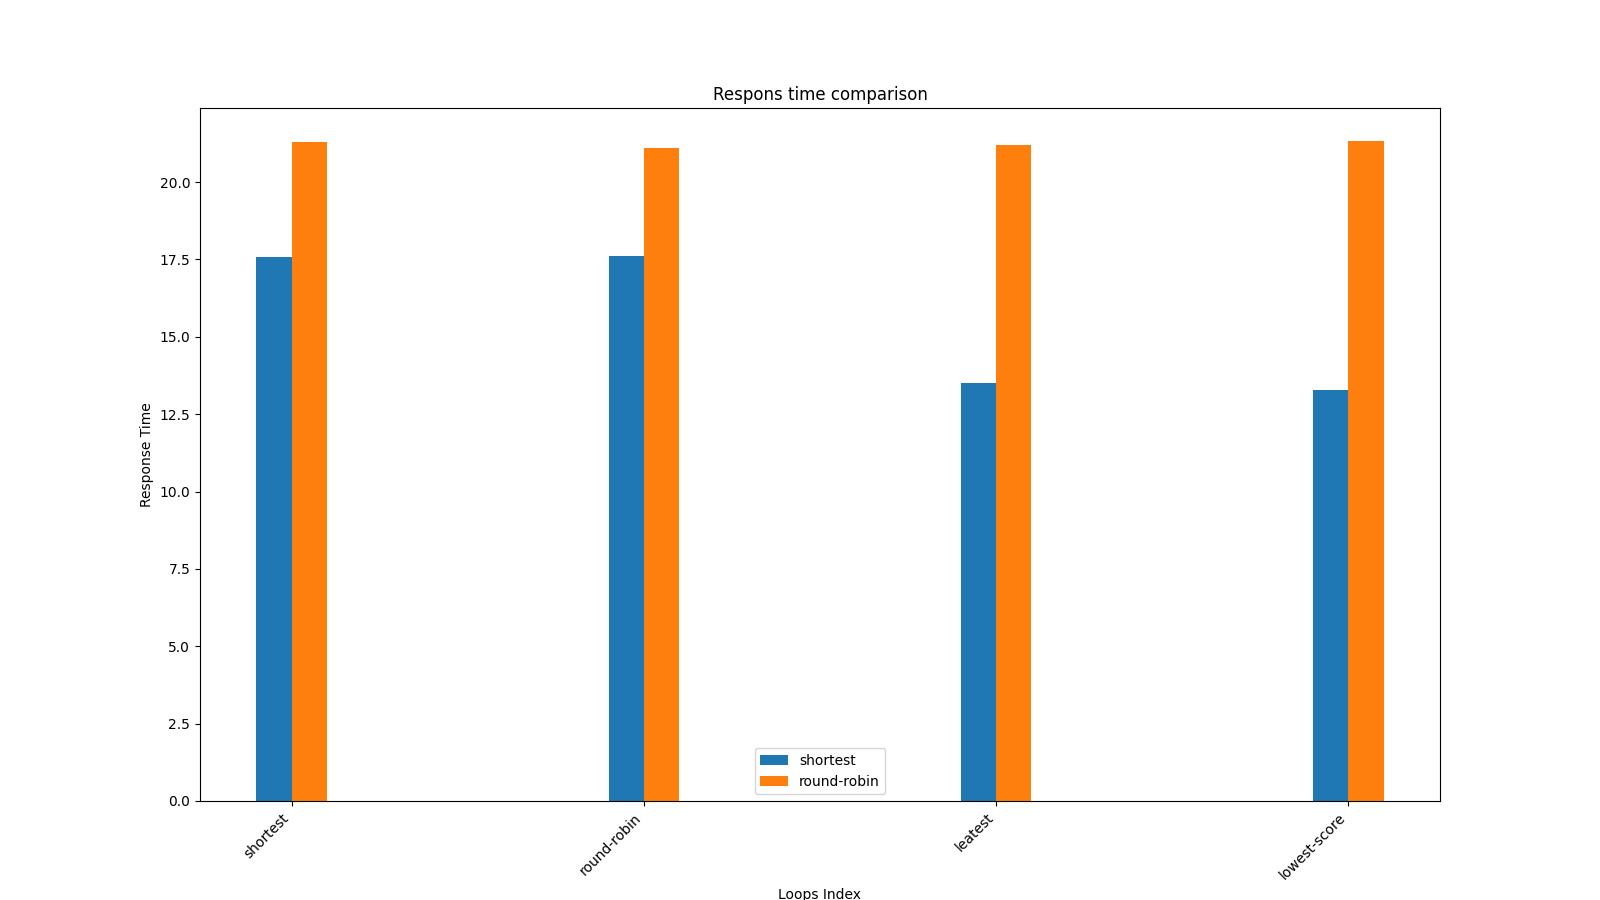 Respons time comparison
Response Time
20.0
17.5
15.0
12.5
10.0
7.5
5.0
2.5
0.0
shortest
round-robin
shortest
round-robin
leatest
lowest-score
Loops Index